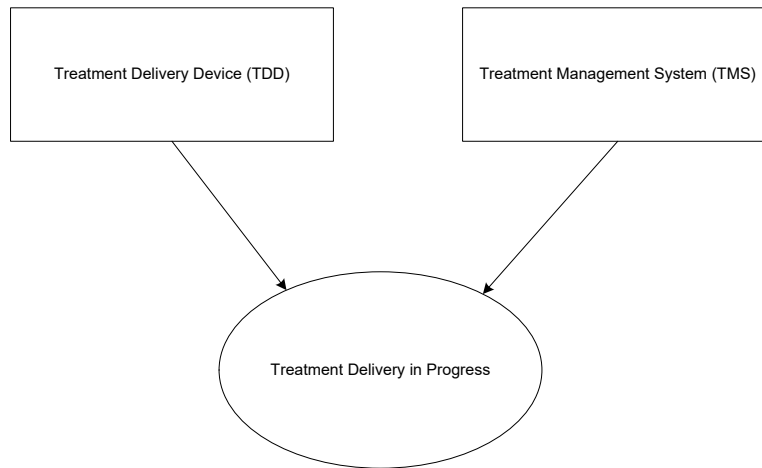 Treatment Delivery Device (TDD)
Treatment Management System (TMS)
Treatment Delivery in Progress